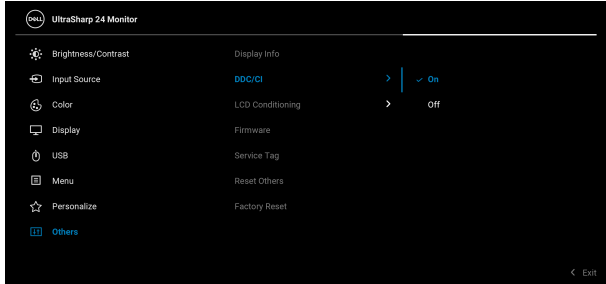 DELL UltraSharp 24 Monitor
Brightness/Contrast Display Info
Input Source DDC/CI On
Color LCD Conditioning Off
Display Firmware
USB Service Tag
Menu Reset Others
Personalize Factory Reset
Others
Exit